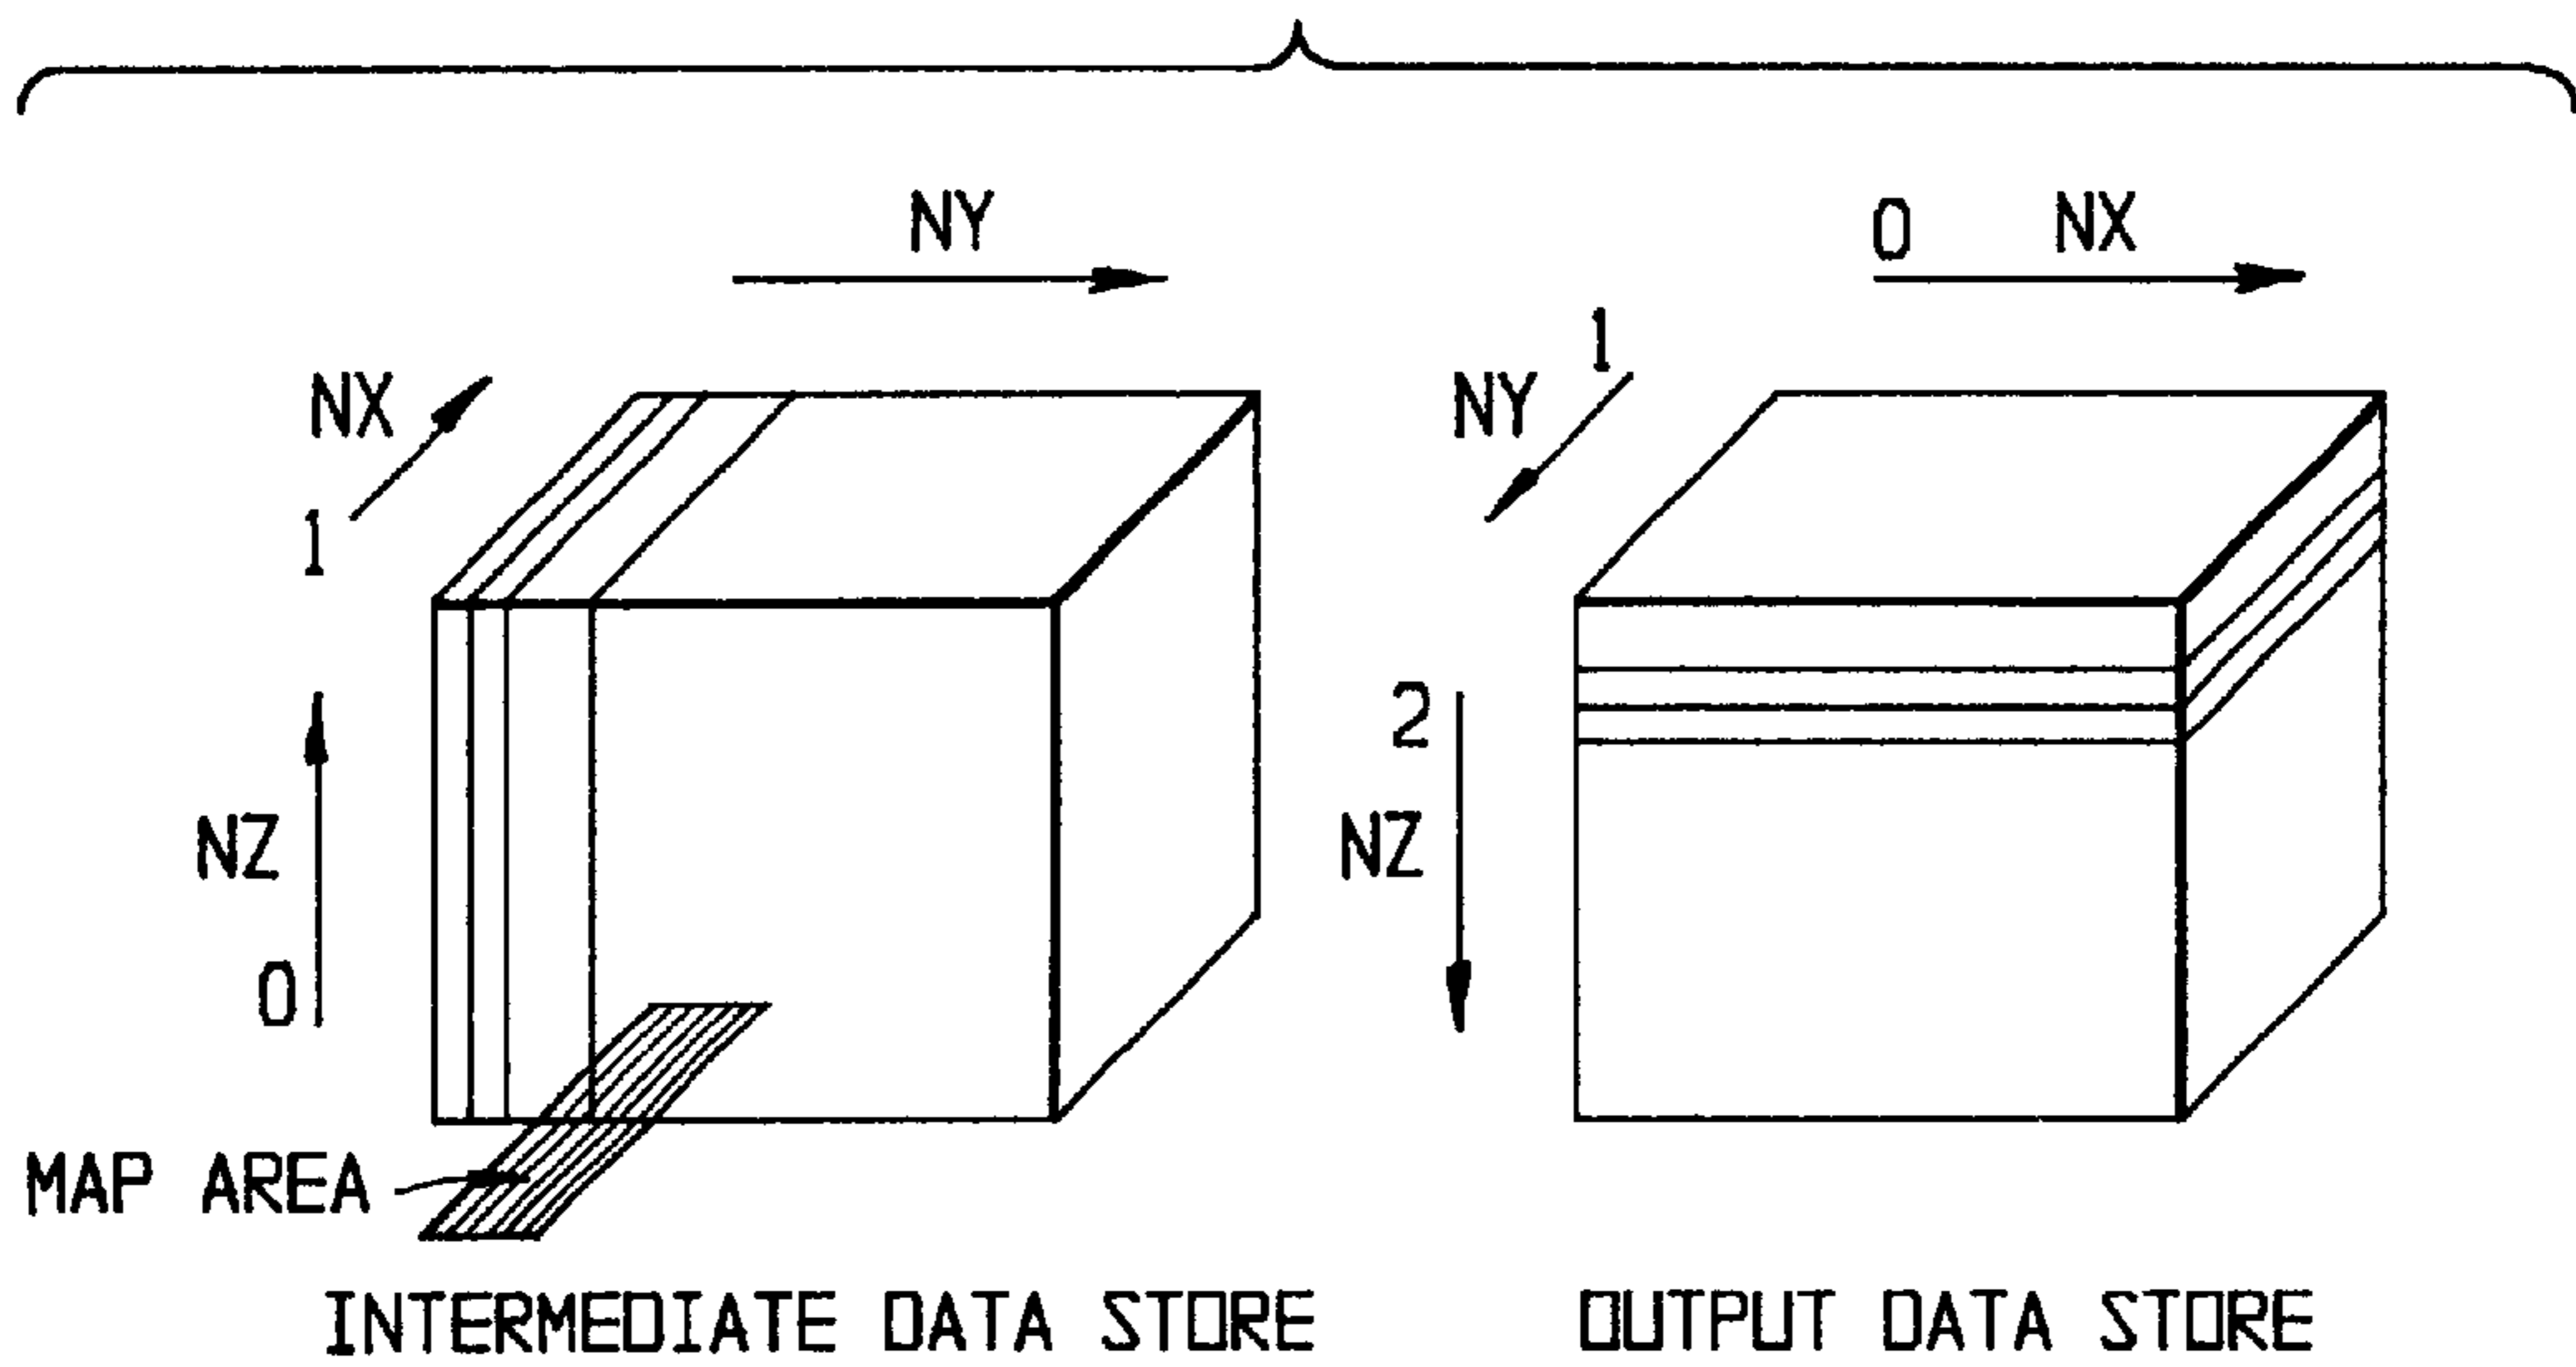 NY
NX
1
NZ
0
MAP AREA
INTERMEDIATE DATA STORE
0 NX
1
NY
2
NZ
OUTPUT DATA STORE